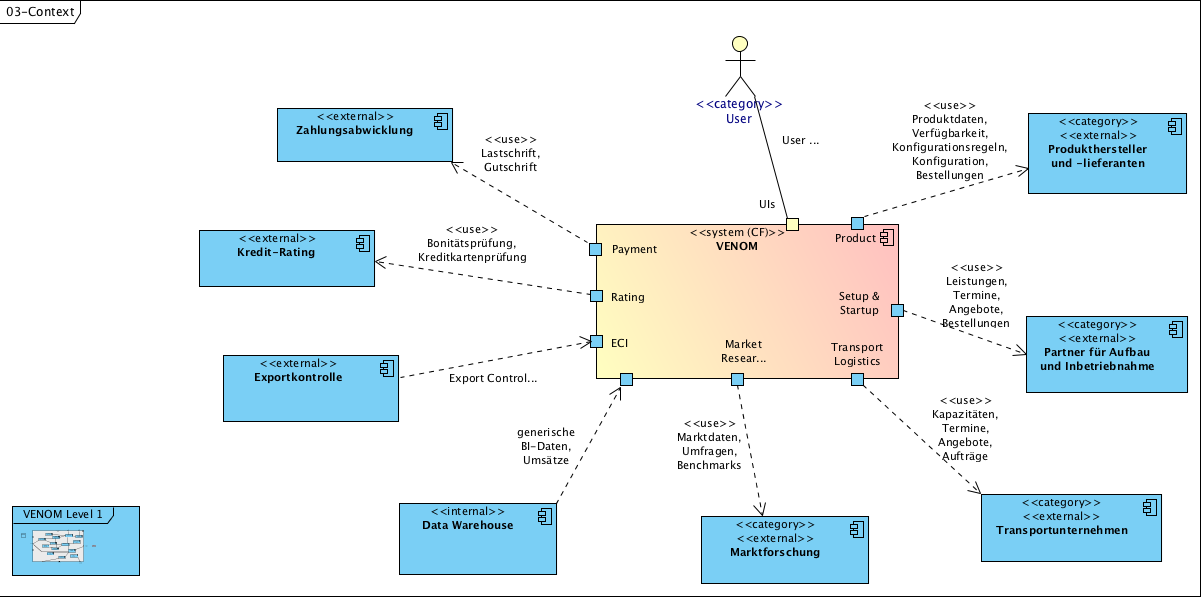 03-Context
<<category>>
User
User ...
UIs
<<external>>
Zahlungsabwicklung
<<use>>
Lastschrift,
Gutschrift
<<use>>
Produktdaten,
Verfügbarkeit,
Konfigurationsregeln,
Konfiguration,
Bestellungen
<<category>>
<<external>>
Produkthersteller
und -lieferanten
<<external>>
Kredit-Rating
<<use>>
Bonitätsprüfung,
Kreditkartenprüfung
<<system (CF)>>
VENOM
Product
Payment
Rating
ECI
Setup &
Startup
Market
Resear...
Transport
Logistics
<<use>>
Leistungen,
Termine,
Angebote,
Bestellungen
<<category>>
<<external>>
Partner für Aufbau
und Inbetriebnahme
<<external>>
Exportkontrolle
Export Control...
generische
BI-Daten,
Umsätze
<<use>>
Marktdaten,
Umfragen,
Benchmarks
<<use>>
Kapazitäten,
Termine,
Angebote,
Aufträge
VENOM Level 1
<<internal>>
Data Warehouse
<<category>>
<<external>>
Marktforschung
<<category>>
<<external>>
Transportunternehmen